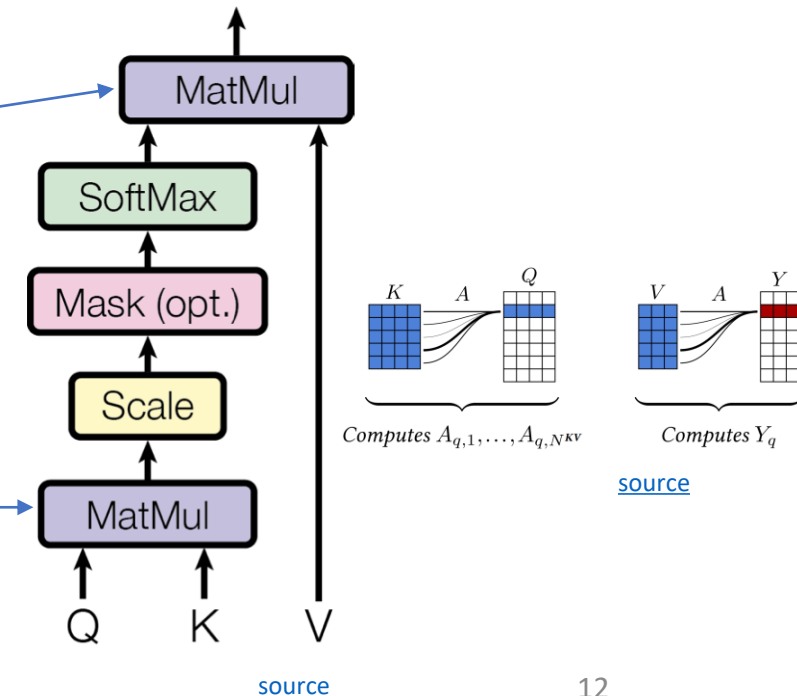 MatMul
SoftMax
Mask (opt.)
Scale
MatMul
Q K V
source
K A Q
Computes A_{q,1},...,A_{q,N^{KV}}
V A Y
Computes Y_q
source
12